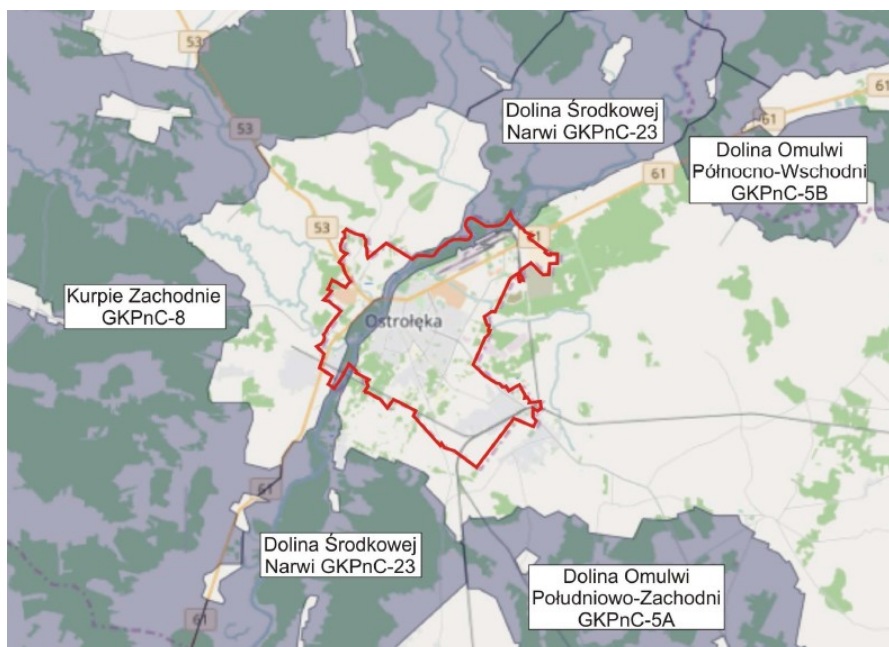 53
Dolina Środkowej
Narwi GKPnC-23
61
Dolina Omulwi
Północno-Wschodni
GKPnC-5B
53
61
61
53
61
Kurpie Zachodnie
GKPnC-8
Ostrołęka
61
Dolina Środkowej
Narwi GKPnC-23
Dolina Omulwi
Południowo-Zachodni
GKPnC-5A
61